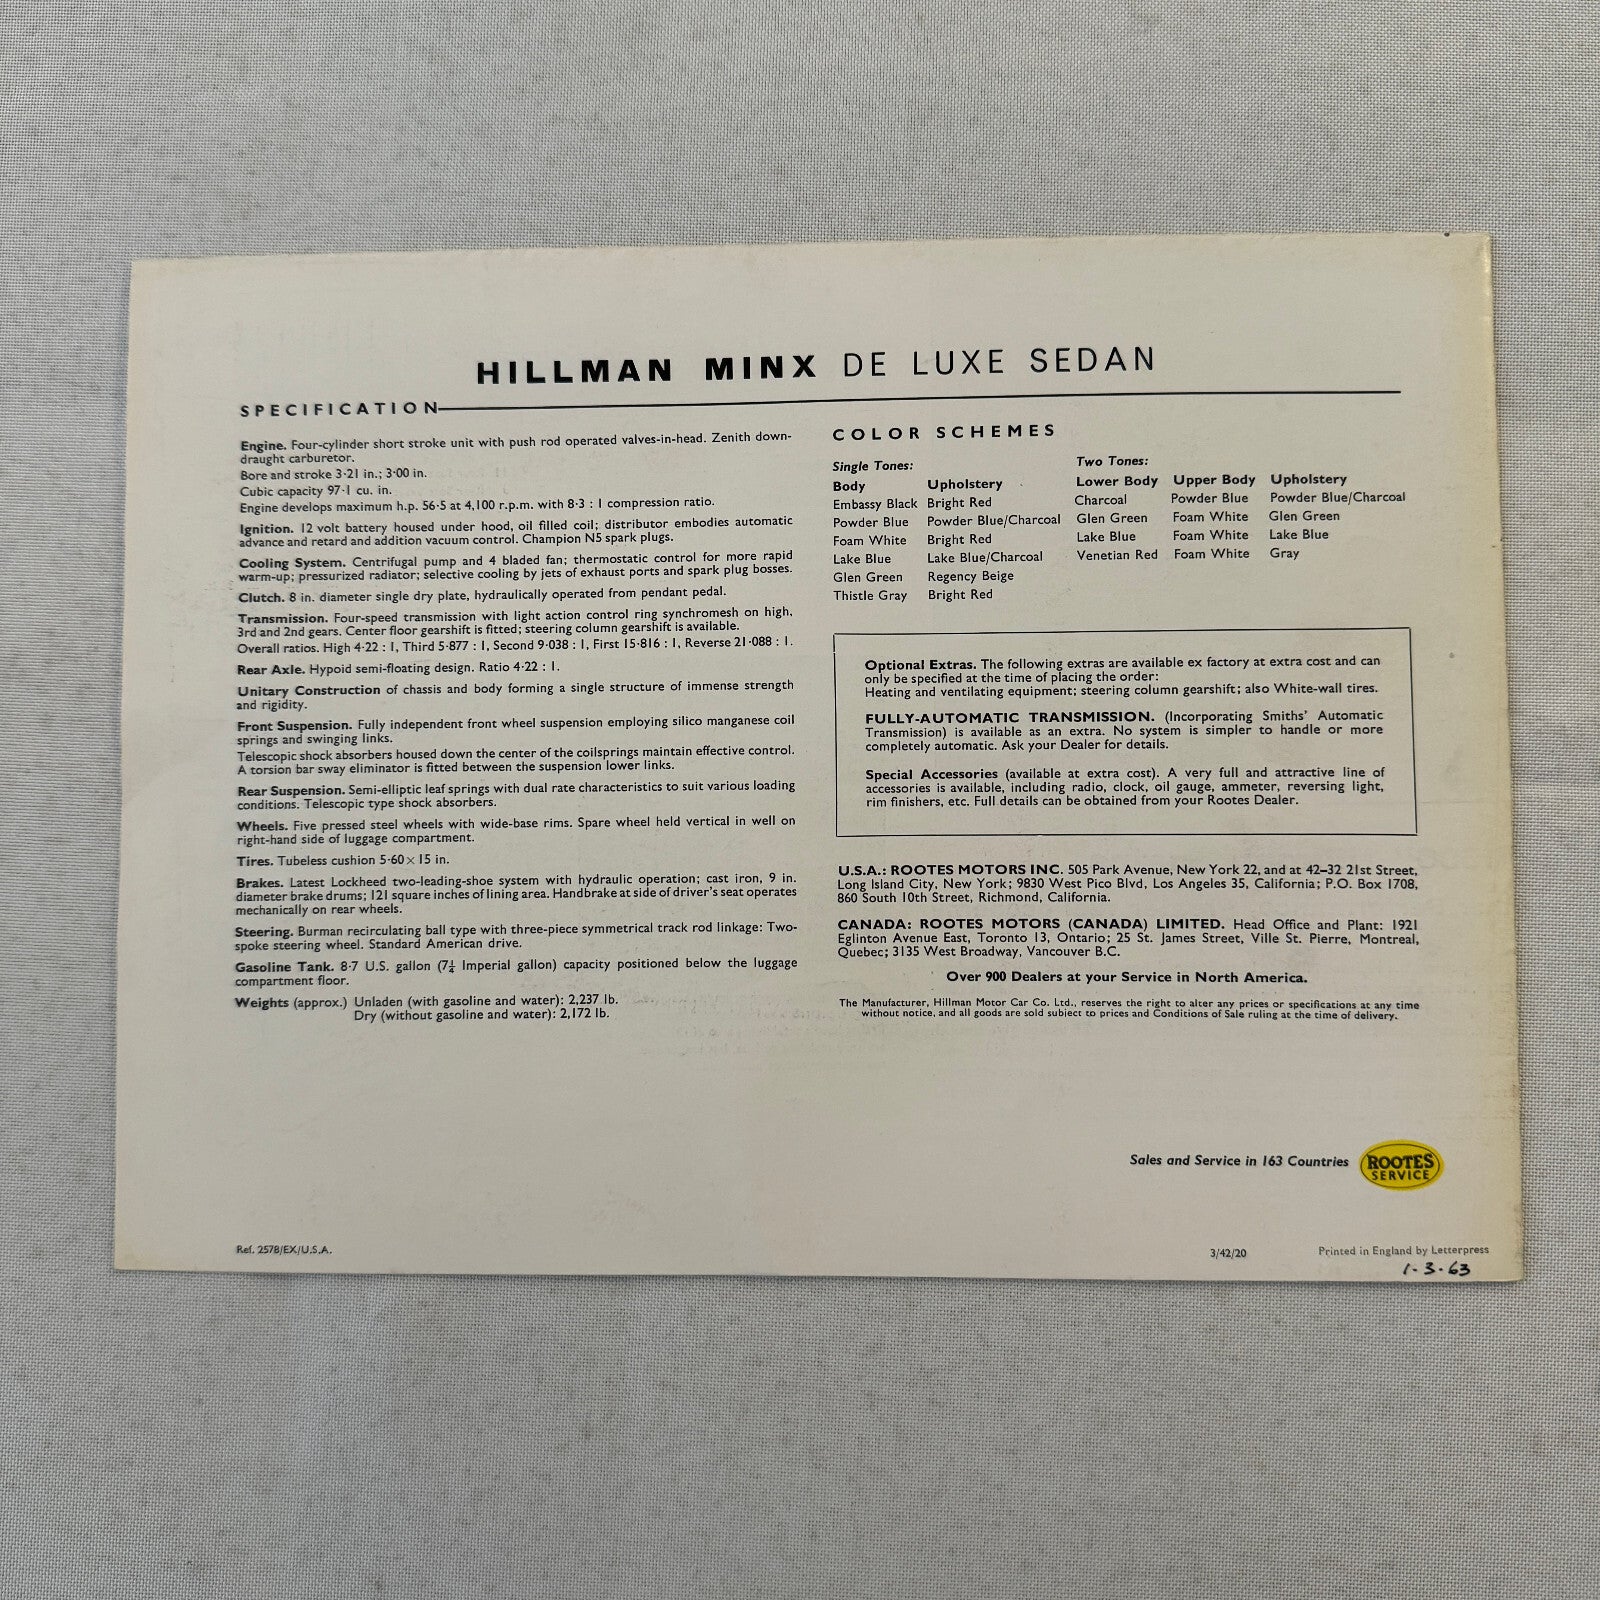 HILLMAN MINX DE LUXE SEDAN
SPECIFICATION
Engine. Four-cylinder short stroke unit with push rod operated valves-in-head. Zenith down-
draught carburetor.
Bore and stroke 3·21 in.; 3·00 in.
Cubic capacity 97·1 cu. in.
Engine develops maximum h.p. 56·5 at 4,100 r.p.m. with 8·3 : 1 compression ratio.
Ignition. 12 volt battery housed under hood, oil filled coil; distributor embodies automatic
advance and retard and addition vacuum control. Champion N5 spark plugs.
Cooling System. Centrifugal pump and 4 bladed fan; thermostatic control for more rapid
warm-up; pressurized radiator; selective cooling by jets of exhaust ports and spark plug bosses.
Clutch. 8 in. diameter single dry plate, hydraulically operated from pendant pedal.
Transmission. Four-speed transmission with light action control ring synchromesh on high,
3rd and 2nd gears. Center floor gearshift is fitted; steering column gearshift is available.
Overall ratios. High 4·22 : 1, Third 5·877 : 1, Second 9·038 : 1, First 15·816 : 1, Reverse 21·088 : 1.
Rear Axle. Hypoid semi-floating design. Ratio 4·22 : 1.
Unitary Construction of chassis and body forming a single structure of immense strength
and rigidity.
Front Suspension. Fully independent front wheel suspension employing silico manganese coil
springs and swinging links.
Telescopic shock absorbers housed down the center of the coilsprings maintain effective control.
A torsion bar sway eliminator is fitted between the suspension lower links.
Rear Suspension. Semi-elliptic leaf springs with dual rate characteristics to suit various loading
conditions. Telescopic type shock absorbers.
Wheels. Five pressed steel wheels with wide-base rims. Spare wheel held vertical in well on
right-hand side of luggage compartment.
Tires. Tubeless cushion 5·60 × 15 in.
Brakes. Latest Lockheed two-leading-shoe system with hydraulic operation; cast iron, 9 in.
diameter brake drums; 121 square inches of lining area. Handbrake at side of driver's seat operates
mechanically on rear wheels.
Steering. Burman recirculating ball type with three-piece symmetrical track rod linkage: Two-
spoke steering wheel. Standard American drive.
Gasoline Tank. 8·7 U.S. gallon (7¼ Imperial gallon) capacity positioned below the luggage
compartment floor.
Weights (approx.) Unladen (with gasoline and water): 2,237 lb.
Dry (without gasoline and water): 2,172 lb.
COLOR SCHEMES
Single Tones:
Body Upholstery
Embassy Black Bright Red
Powder Blue Powder Blue/Charcoal
Foam White Bright Red
Lake Blue Lake Blue/Charcoal
Glen Green Regency Beige
Thistle Gray Bright Red
Two Tones:
Lower Body Upper Body Upholstery
Charcoal Powder Blue Powder Blue/Charcoal
Glen Green Foam White Glen Green
Lake Blue Foam White Lake Blue
Venetian Red Foam White Gray
Optional Extras. The following extras are available ex factory at extra cost and can
only be specified at the time of placing the order:
Heating and ventilating equipment; steering column gearshift; also White-wall tires.
FULLY-AUTOMATIC TRANSMISSION. (Incorporating Smiths' Automatic
Transmission) is available as an extra. No system is simpler to handle or more
completely automatic. Ask your Dealer for details.
Special Accessories (available at extra cost). A very full and attractive line of
accessories is available, including radio, clock, oil gauge, ammeter, reversing light,
rim finishers, etc. Full details can be obtained from your Rootes Dealer.
U.S.A.: ROOTES MOTORS INC. 505 Park Avenue, New York 22, and at 42–32 21st Street,
Long Island City, New York; 9830 West Pico Blvd, Los Angeles 35, California; P.O. Box 1708,
860 South 10th Street, Richmond, California.
CANADA: ROOTES MOTORS (CANADA) LIMITED. Head Office and Plant: 1921
Eglinton Avenue East, Toronto 13, Ontario; 25 St. James Street, Ville St. Pierre, Montreal,
Quebec; 3135 West Broadway, Vancouver B.C.
Over 900 Dealers at your Service in North America.
The Manufacturer, Hillman Motor Car Co. Ltd., reserves the right to alter any prices or specifications at any time
without notice, and all goods are sold subject to prices and Conditions of Sale ruling at the time of delivery.
Sales and Service in 163 Countries
ROOTES
SERVICE
Ref. 2578/EX/U.S.A.
3/42/20
Printed in England by Letterpress
1-3-63